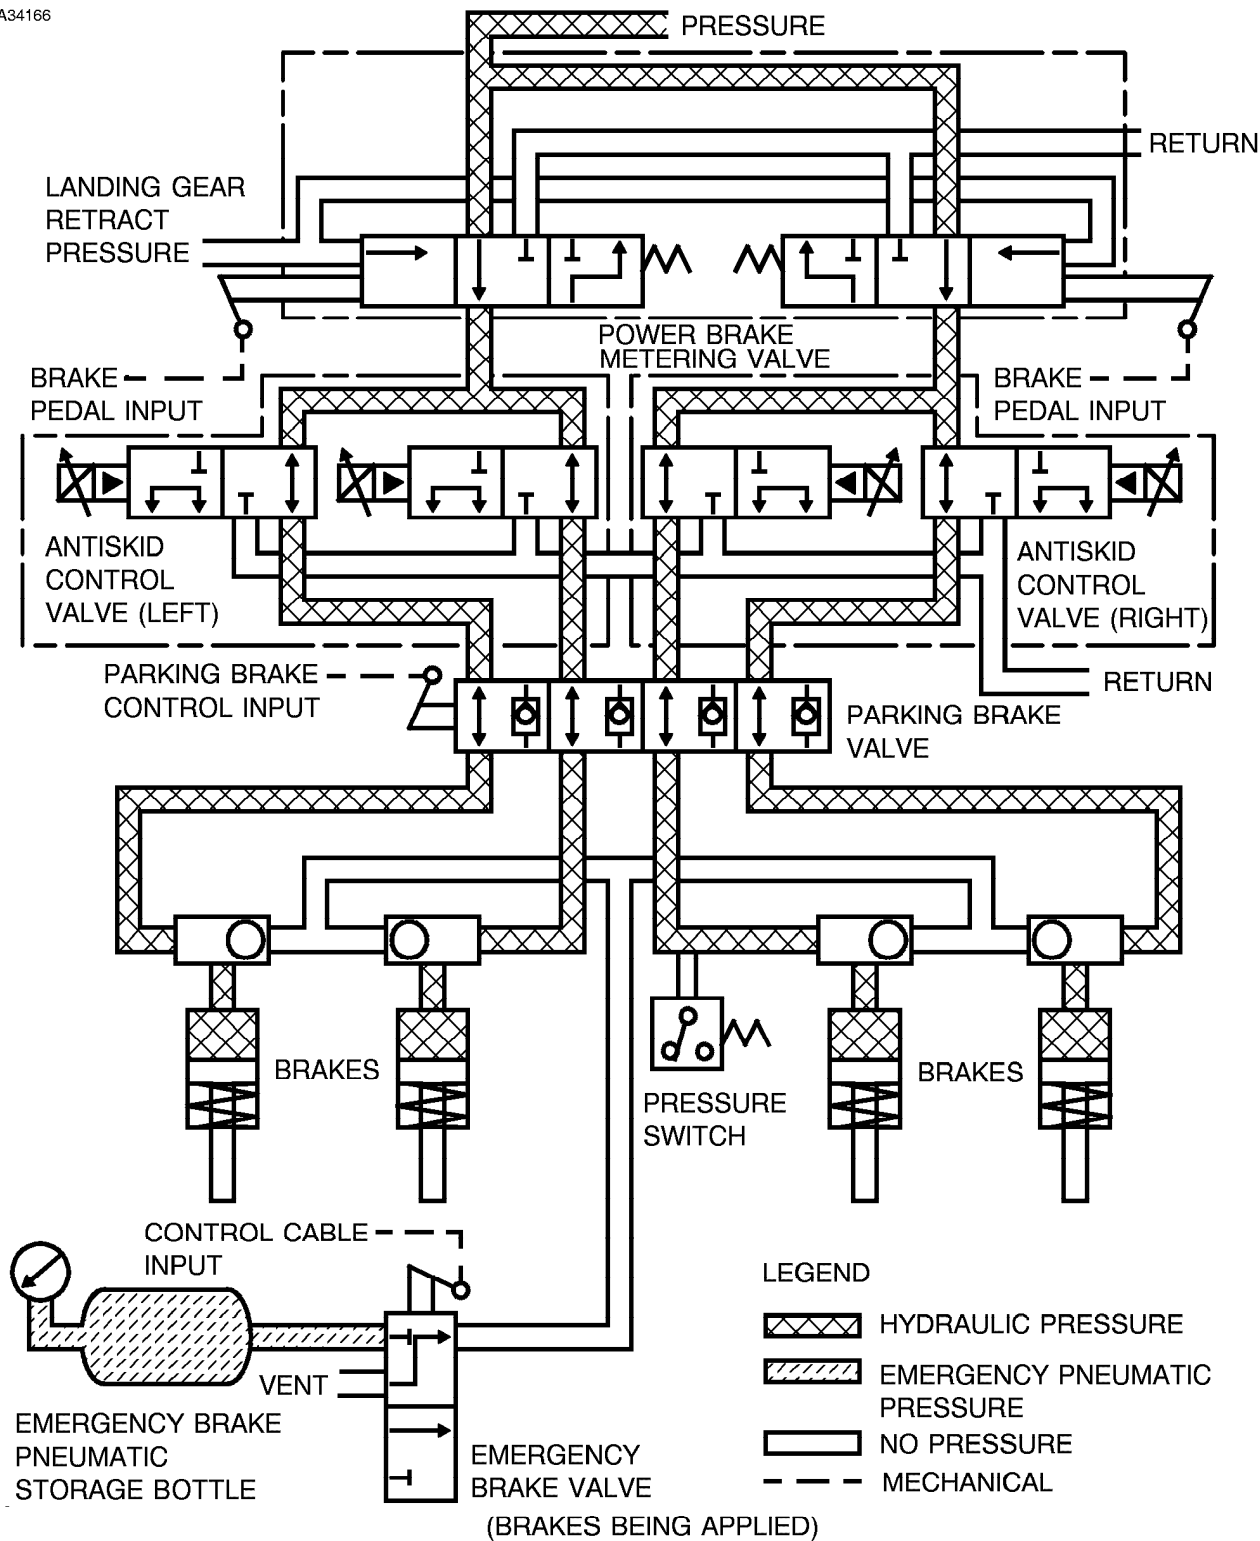 A34166
PRESSURE
RETURN
LANDING GEAR
RETRACT
PRESSURE
POWER BRAKE
METERING VALVE
BRAKE
PEDAL INPUT
BRAKE
PEDAL INPUT
ANTISKID
CONTROL
VALVE (LEFT)
ANTISKID
CONTROL
VALVE (RIGHT)
PARKING BRAKE
CONTROL INPUT
RETURN
PARKING BRAKE
VALVE
BRAKES
BRAKES
PRESSURE
SWITCH
CONTROL CABLE
INPUT
VENT
EMERGENCY BRAKE
PNEUMATIC
STORAGE BOTTLE
EMERGENCY
BRAKE VALVE
LEGEND
HYDRAULIC PRESSURE
EMERGENCY PNEUMATIC
PRESSURE
NO PRESSURE
MECHANICAL
(BRAKES BEING APPLIED)